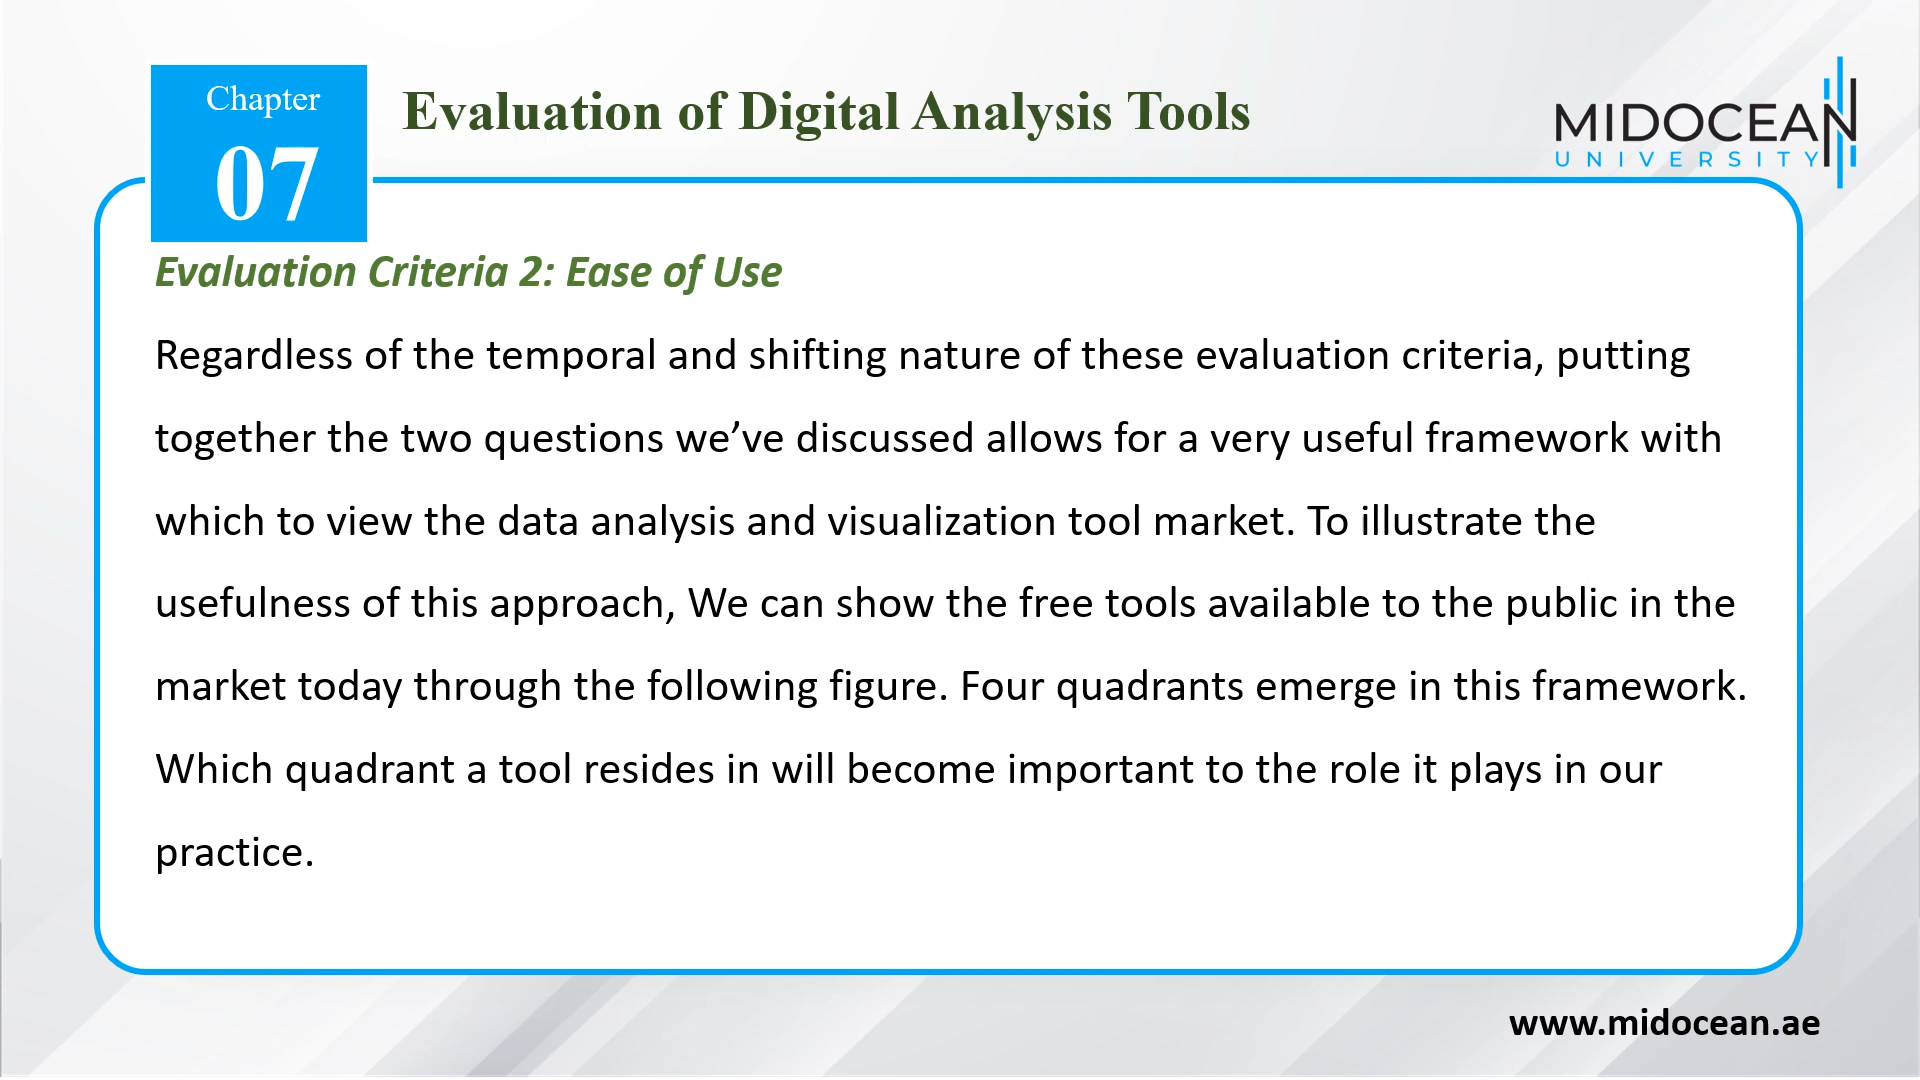 Chapter
07
Evaluation of Digital Analysis Tools
MIDOCEAN
UNIVERSITY
Evaluation Criteria 2: Ease of Use
Regardless of the temporal and shifting nature of these evaluation criteria, putting
together the two questions we’ve discussed allows for a very useful framework with
which to view the data analysis and visualization tool market. To illustrate the
usefulness of this approach, We can show the free tools available to the public in the
market today through the following figure. Four quadrants emerge in this framework.
Which quadrant a tool resides in will become important to the role it plays in our
practice.
www.midocean.ae